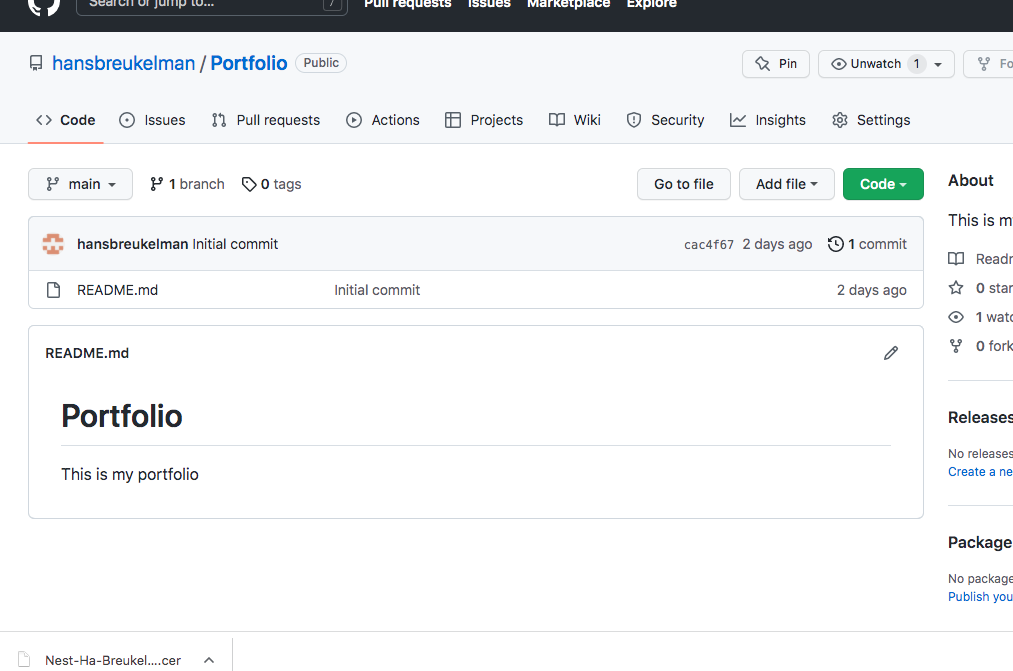 Search or jump to... / Pull requests Issues Marketplace Explore
hansbreukelman / Portfolio Public
Pin Unwatch 1 Fo
Code Issues Pull requests Actions Projects Wiki Security Insights Settings
main 1 branch 0 tags Go to file Add file Code
hansbreukelman Initial commit cac4f67 2 days ago 1 commit
README.md Initial commit 2 days ago
README.md
Portfolio
This is my portfolio
About
This is m
Readr
0 star
1 watc
0 fork
Releases
No releases
Create a ne
Package
No package
Publish you
Nest-Ha-Breukel....cer